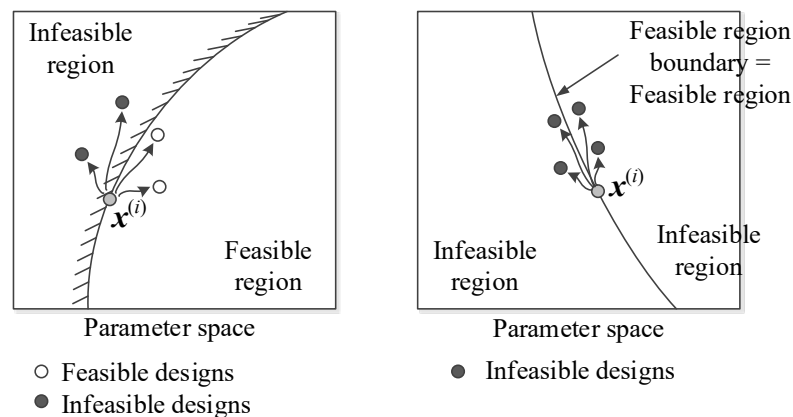 Infeasible
region
x(i)
Feasible
region
Parameter space
Feasible designs
Infeasible designs
Feasible region
boundary =
Feasible region
x(i)
Infeasible
region
Infeasible
region
Parameter space
Infeasible designs